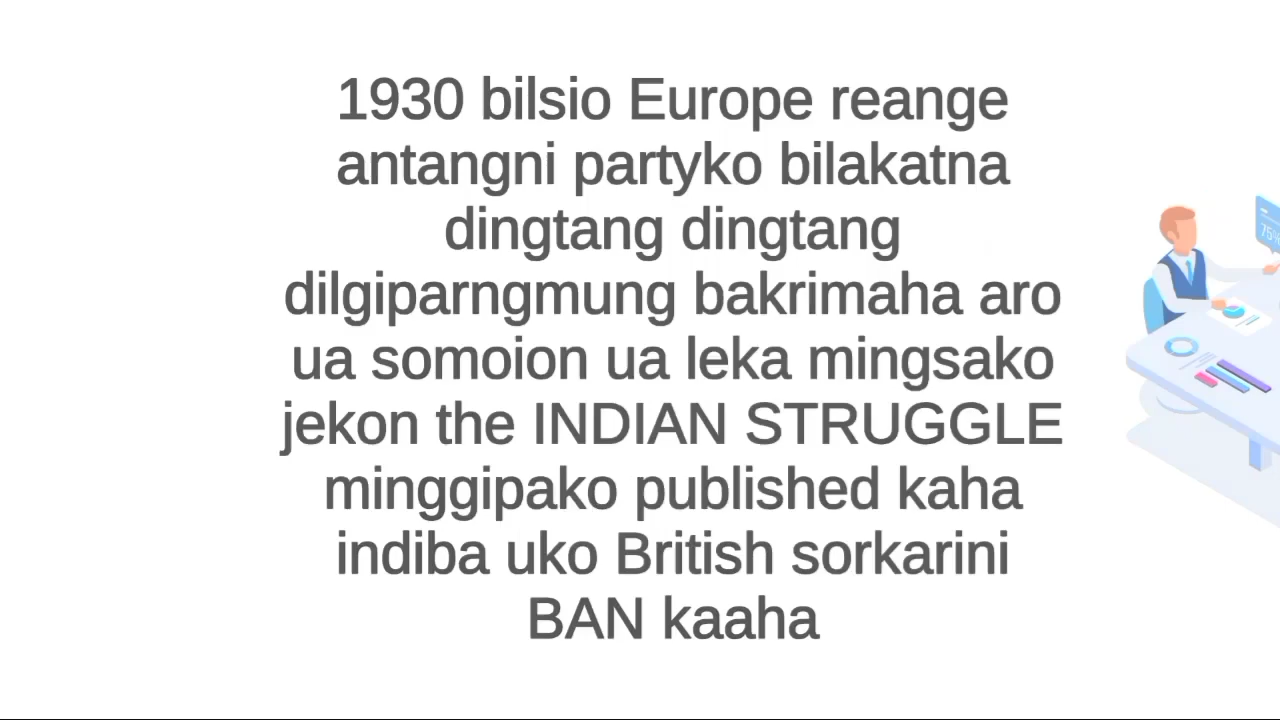 1930 bilsio Europe reange
antangni partyko bilakatna
dingtang dingtang
dilgiparngmung bakrimaha aro
ua somoion ua leka mingsako
jekon the INDIAN STRUGGLE
minggipako published kaha
indiba uko British sorkarini
BAN kaaha